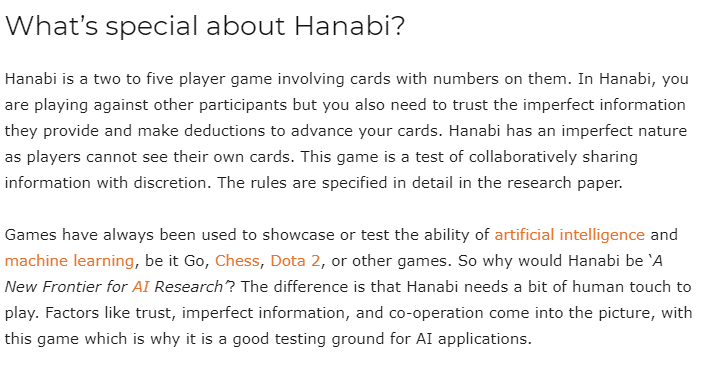 What’s special about Hanabi?
Hanabi is a two to five player game involving cards with numbers on them. In Hanabi, you
are playing against other participants but you also need to trust the imperfect information
they provide and make deductions to advance your cards. Hanabi has an imperfect nature
as players cannot see their own cards. This game is a test of collaboratively sharing
information with discretion. The rules are specified in detail in the research paper.
Games have always been used to showcase or test the ability of artificial intelligence and
machine learning, be it Go, Chess, Dota 2, or other games. So why would Hanabi be ‘A
New Frontier for AI Research’? The difference is that Hanabi needs a bit of human touch to
play. Factors like trust, imperfect information, and co-operation come into the picture, with
this game which is why it is a good testing ground for AI applications.